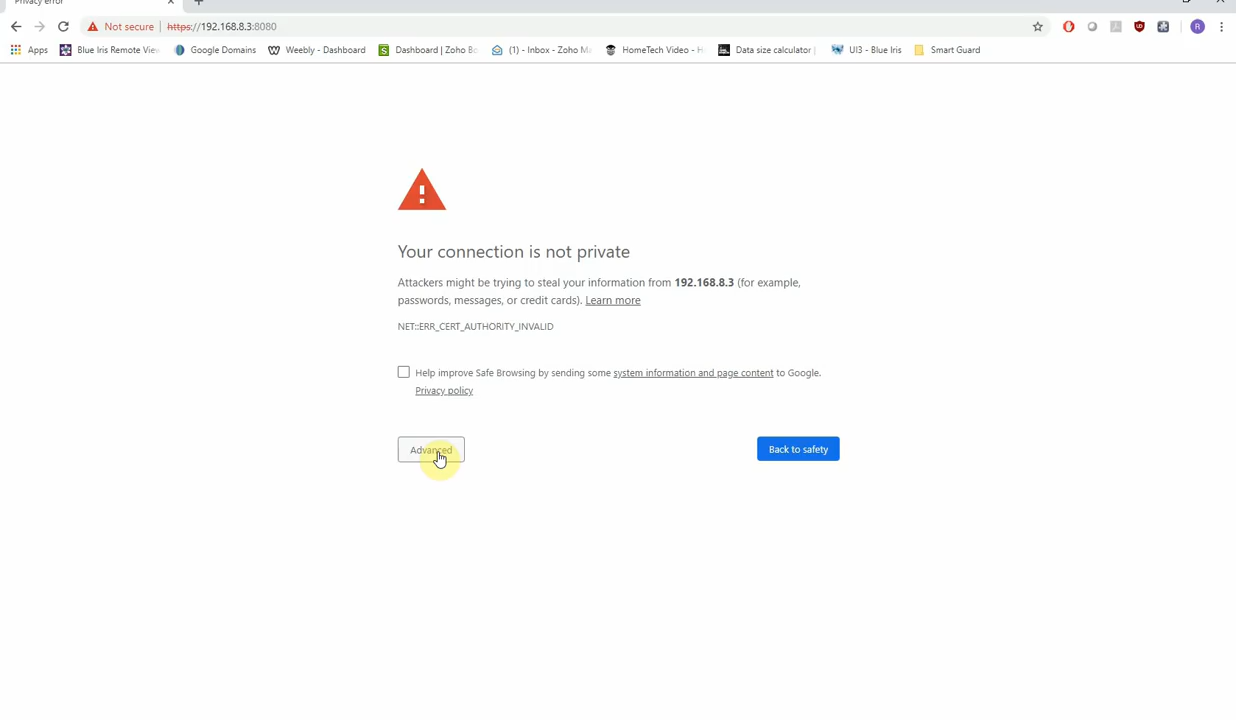 Privacy error
Not secure | https://192.168.8.3:8080
Apps Blue Iris Remote View Google Domains Weebly - Dashboard Dashboard | Zoho Bo (1) - Inbox - Zoho Ma HomeTech Video - H Data size calculator | UI3 - Blue Iris Smart Guard
R
Your connection is not private
Attackers might be trying to steal your information from 192.168.8.3 (for example,
passwords, messages, or credit cards). Learn more
NET::ERR_CERT_AUTHORITY_INVALID
Help improve Safe Browsing by sending some system information and page content to Google.
Privacy policy
Advanced Back to safety